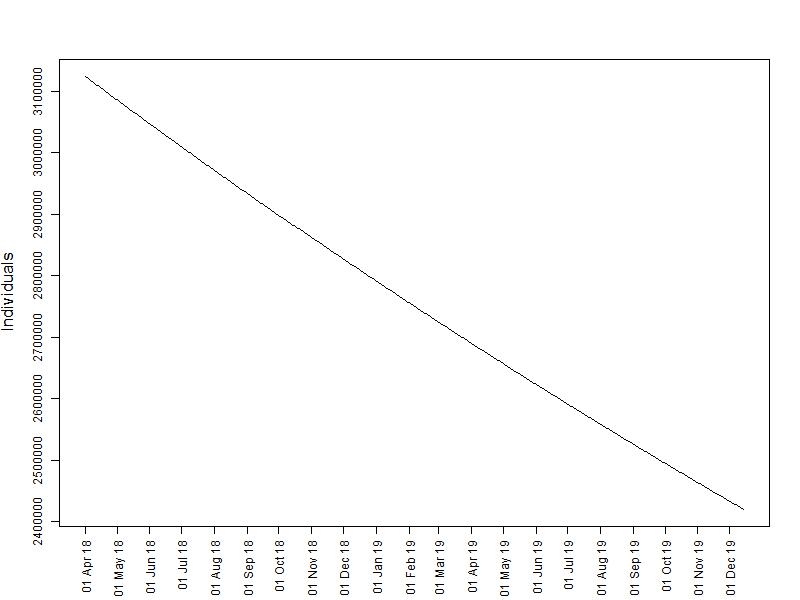 Individuals
3100000
3000000
2900000
2800000
2700000
2600000
2500000
2400000
01 Apr 18
01 May 18
01 Jun 18
01 Jul 18
01 Aug 18
01 Sep 18
01 Oct 18
01 Nov 18
01 Dec 18
01 Jan 19
01 Feb 19
01 Mar 19
01 Apr 19
01 May 19
01 Jun 19
01 Jul 19
01 Aug 19
01 Sep 19
01 Oct 19
01 Nov 19
01 Dec 19